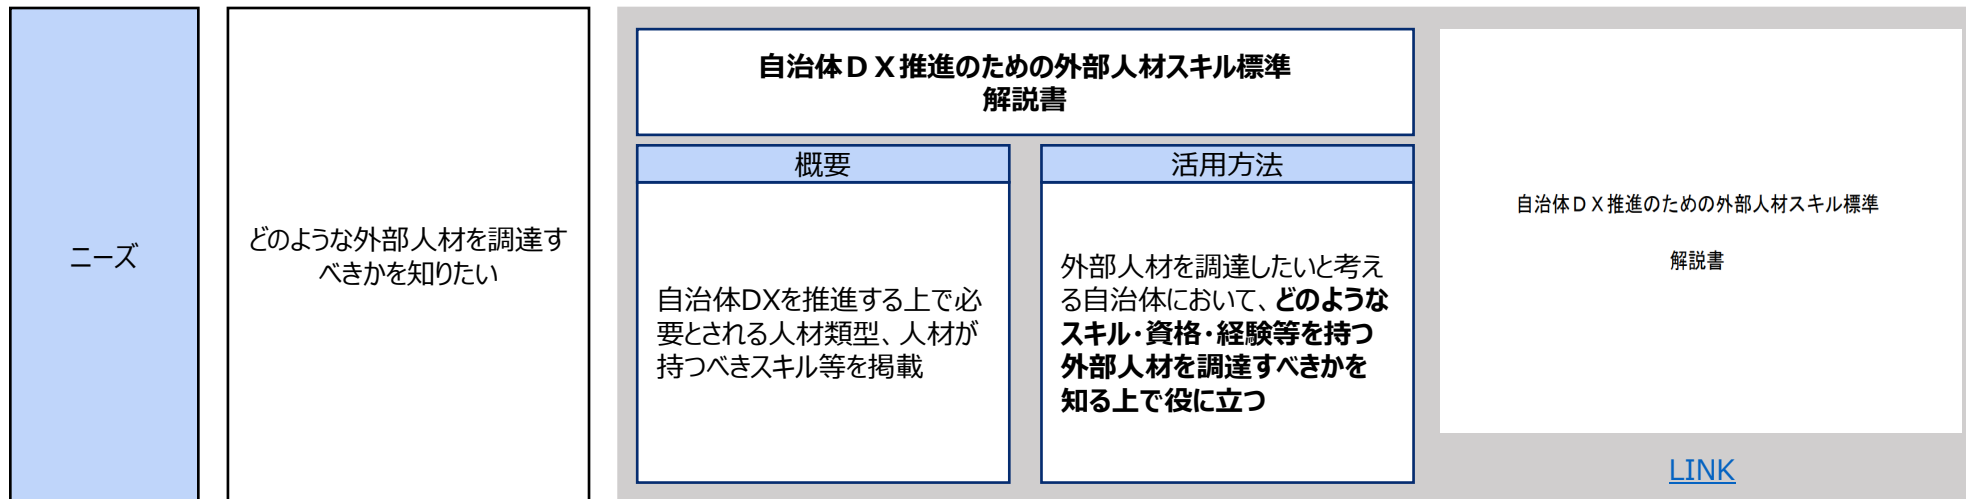 ニーズ
どのような外部人材を調達す
べきかを知りたい
自治体ＤＸ推進のための外部人材スキル標準
解説書
概要
自治体DXを推進する上で必
要とされる人材類型、人材が
持つべきスキル等を掲載
活用方法
外部人材を調達したいと考え
る自治体において、どのような
スキル・資格・経験等を持つ
外部人材を調達すべきかを
知る上で役に立つ
自治体ＤＸ推進のための外部人材スキル標準
解説書
LINK